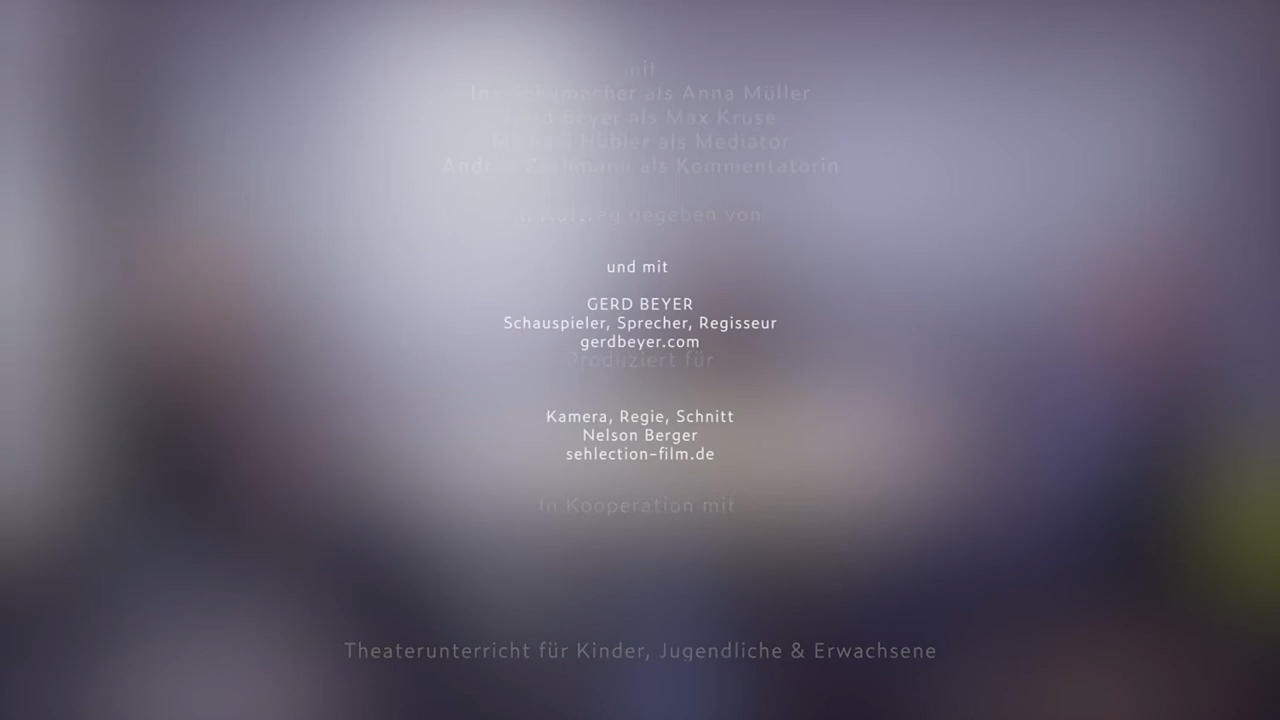 mit
Schumacher als Anna Müller
Beyer als Max Kruse
Hübler als Mediator
als Kommentatorin
gegeben von
und mit
GERD BEYER
Schauspieler, Sprecher, Regisseur
gerdbeyer.com
Produziert für
Kamera, Regie, Schnitt
Nelson Berger
sehlection-film.de
In Kooperation mit
Theaterunterricht für Kinder, Jugendliche & Erwachsene